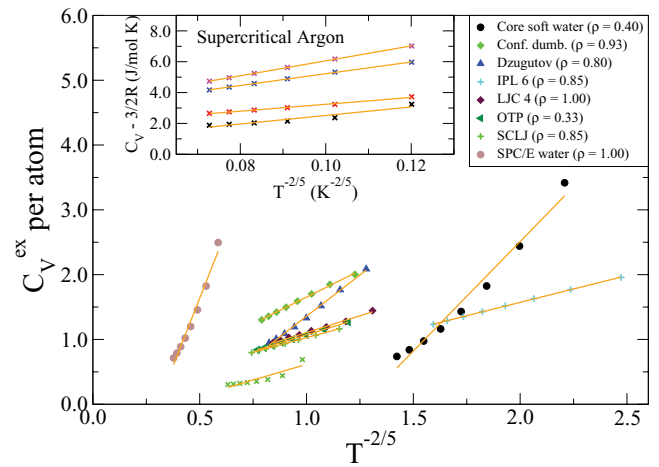 6.0
5.0
4.0
3.0
2.0
1.0
0.0
C_V^ex per atom
0.0 0.5 1.0 1.5 2.0 2.5
T^-2/5
8.0
6.0
4.0
2.0
0.0
C_V - 3/2R (J/mol K)
Supercritical Argon
0.08 0.09 0.10 0.11 0.12
T^-2/5 (K^-2/5)
Core soft water (ρ = 0.40)
Conf. dumb. (ρ = 0.93)
Dzugutov (ρ = 0.80)
IPL 6 (ρ = 0.85)
LJC 4 (ρ = 1.00)
OTP (ρ = 0.33)
SCLJ (ρ = 0.85)
SPC/E water (ρ = 1.00)